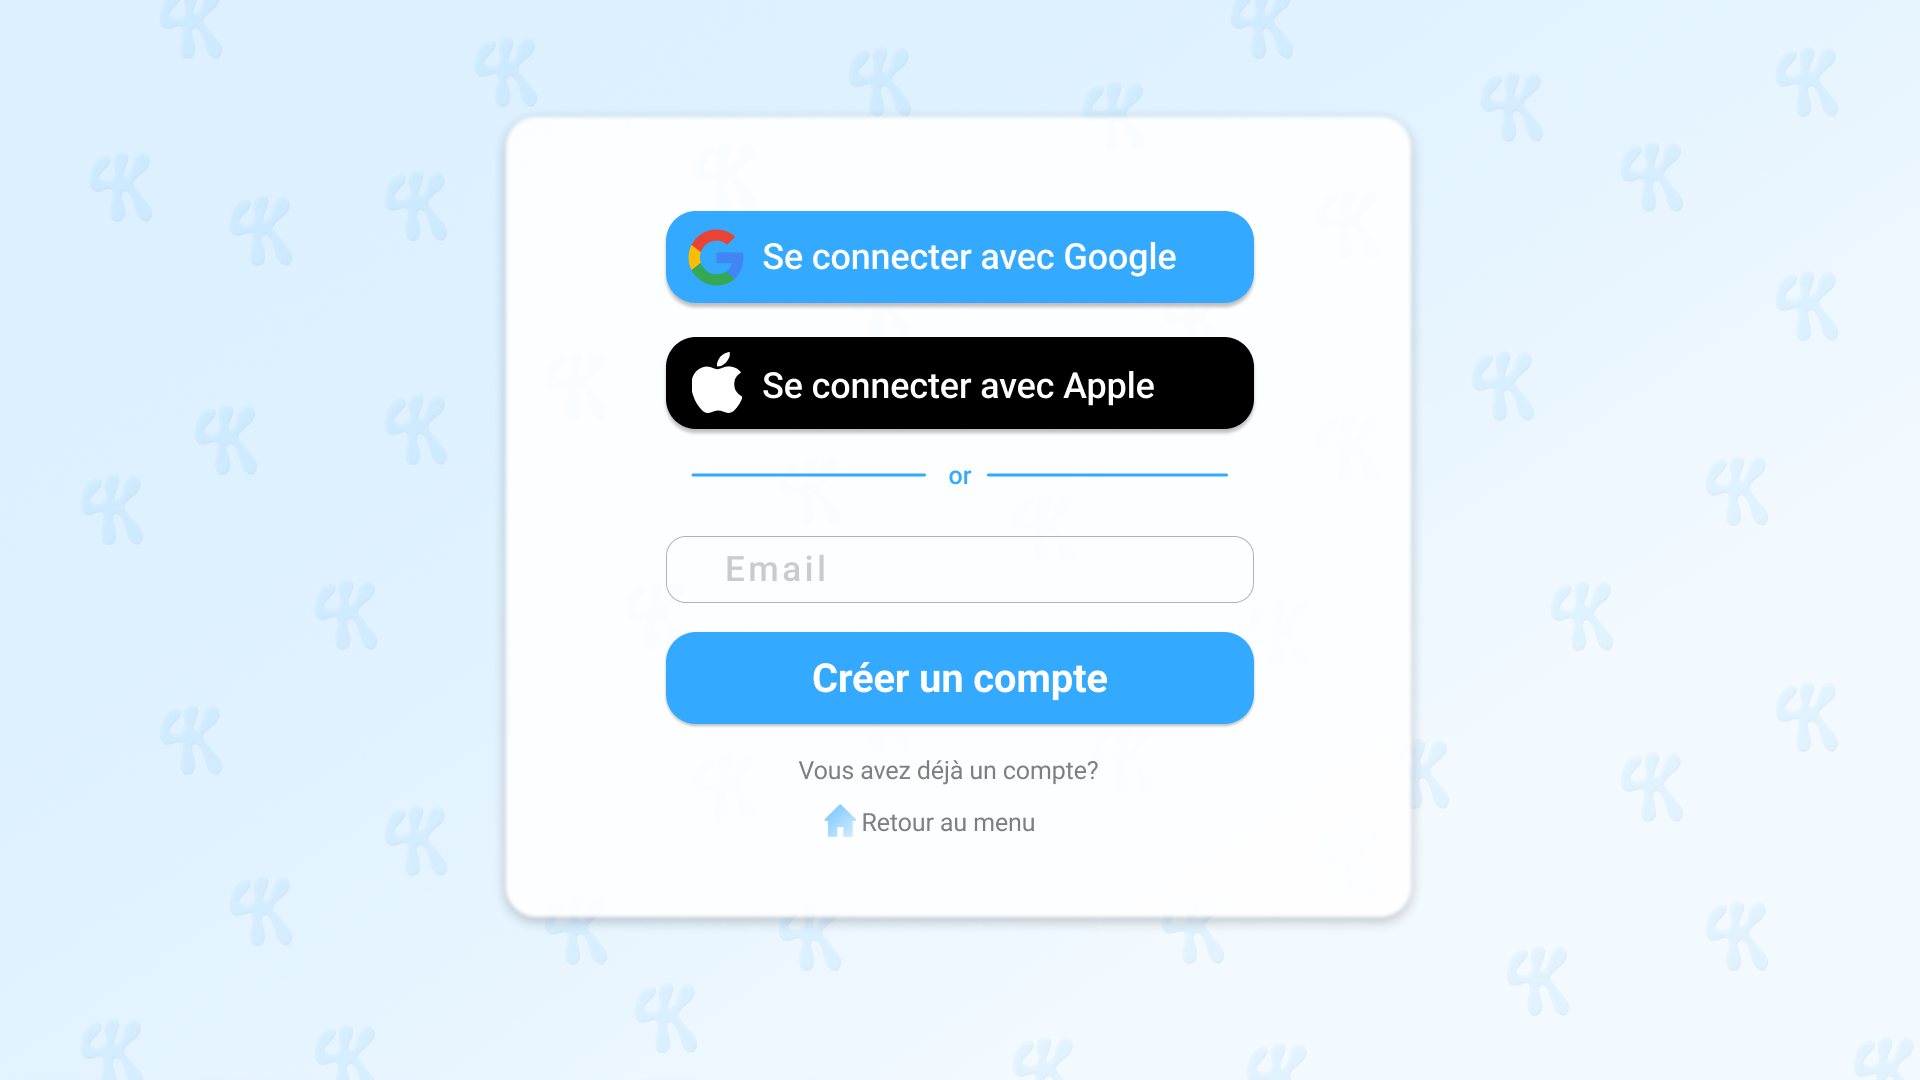 Se connecter avec Google
Se connecter avec Apple
or
Email
Créer un compte
Vous avez déjà un compte?
Retour au menu